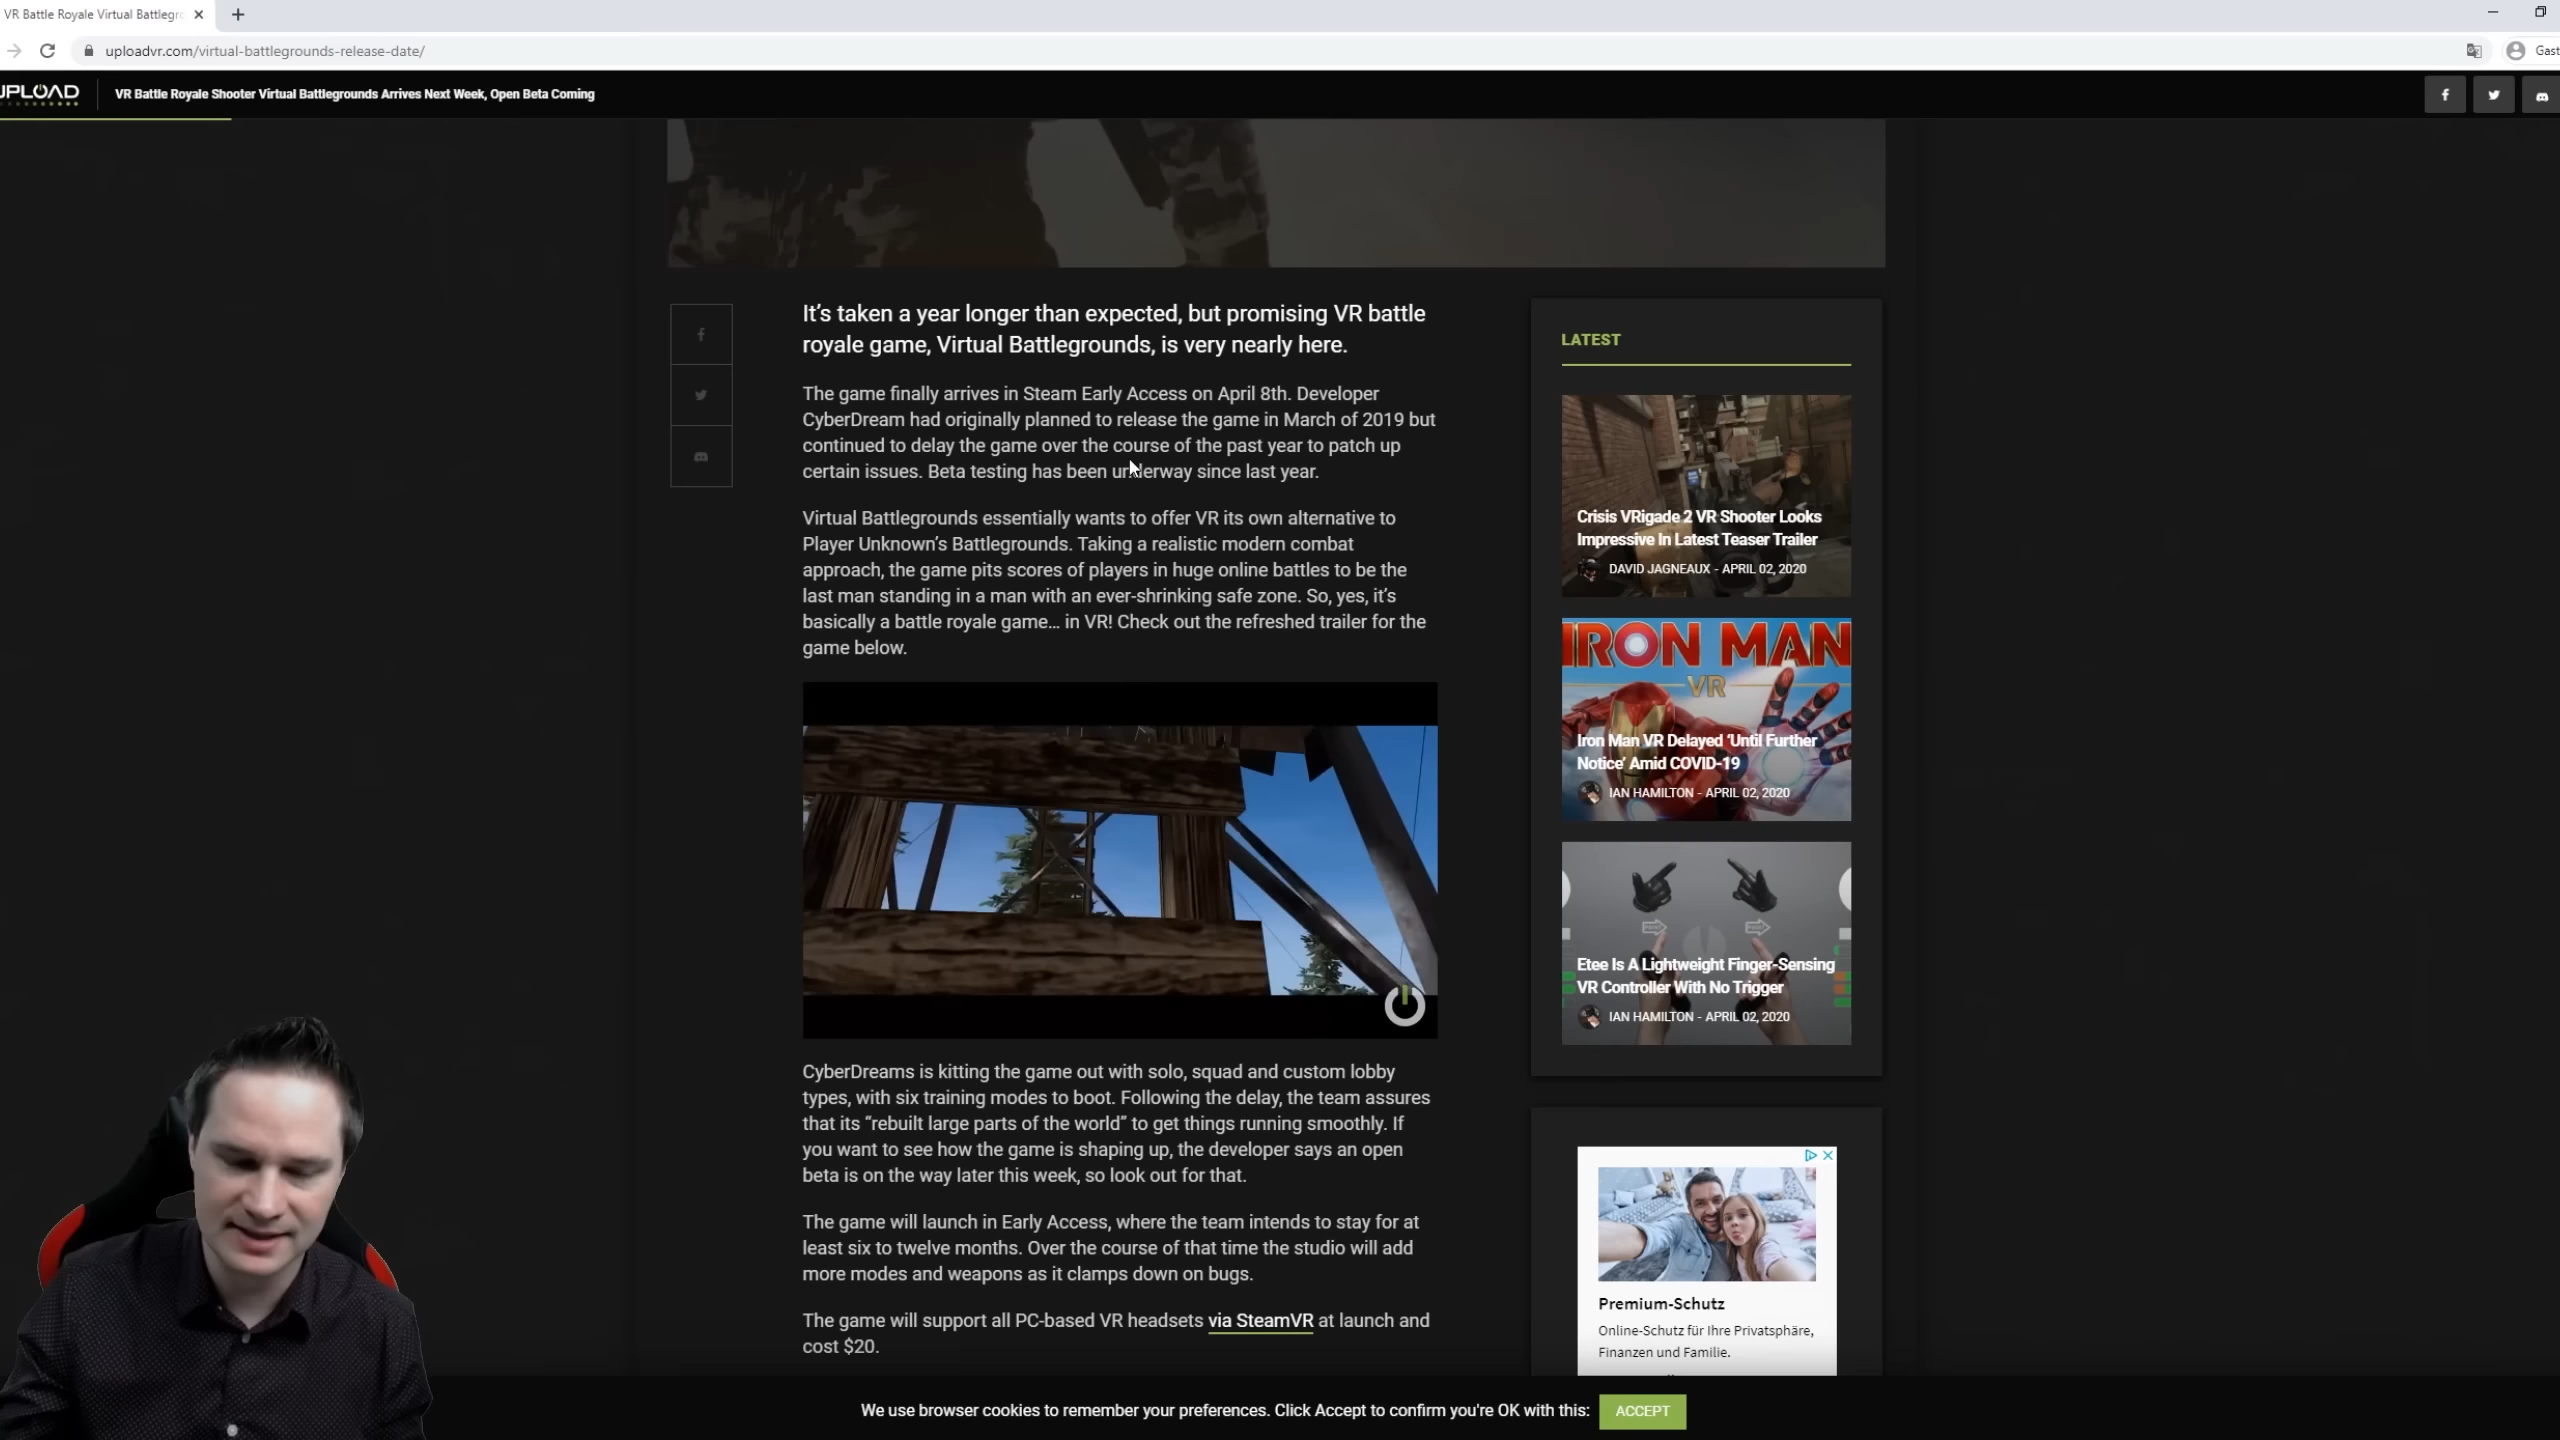 VR Battle Royale Virtual Battlegr
uploadvr.com/virtual-battlegrounds-release-date/
Gast
UPLOAD
VR Battle Royale Shooter Virtual Battlegrounds Arrives Next Week, Open Beta Coming
It's taken a year longer than expected, but promising VR battle
royale game, Virtual Battlegrounds, is very nearly here.
The game finally arrives in Steam Early Access on April 8th. Developer
CyberDream had originally planned to release the game in March of 2019 but
continued to delay the game over the course of the past year to patch up
certain issues. Beta testing has been underway since last year.
Virtual Battlegrounds essentially wants to offer VR its own alternative to
Player Unknown's Battlegrounds. Taking a realistic modern combat
approach, the game pits scores of players in huge online battles to be the
last man standing in a man with an ever-shrinking safe zone. So, yes, it's
basically a battle royale game… in VR! Check out the refreshed trailer for the
game below.
CyberDreams is kitting the game out with solo, squad and custom lobby
types, with six training modes to boot. Following the delay, the team assures
that its “rebuilt large parts of the world” to get things running smoothly. If
you want to see how the game is shaping up, the developer says an open
beta is on the way later this week, so look out for that.
The game will launch in Early Access, where the team intends to stay for at
least six to twelve months. Over the course of that time the studio will add
more modes and weapons as it clamps down on bugs.
The game will support all PC-based VR headsets via SteamVR at launch and
cost $20.
LATEST
Crisis VRigade 2 VR Shooter Looks
Impressive In Latest Teaser Trailer
DAVID JAGNEAUX - APRIL 02, 2020
IRON MAN
VR
Iron Man VR Delayed ‘Until Further
Notice’ Amid COVID-19
IAN HAMILTON - APRIL 02, 2020
Etee Is A Lightweight Finger-Sensing
VR Controller With No Trigger
IAN HAMILTON - APRIL 02, 2020
Premium-Schutz
Online-Schutz für Ihre Privatsphäre,
Finanzen und Familie.
We use browser cookies to remember your preferences. Click Accept to confirm you're OK with this:
ACCEPT